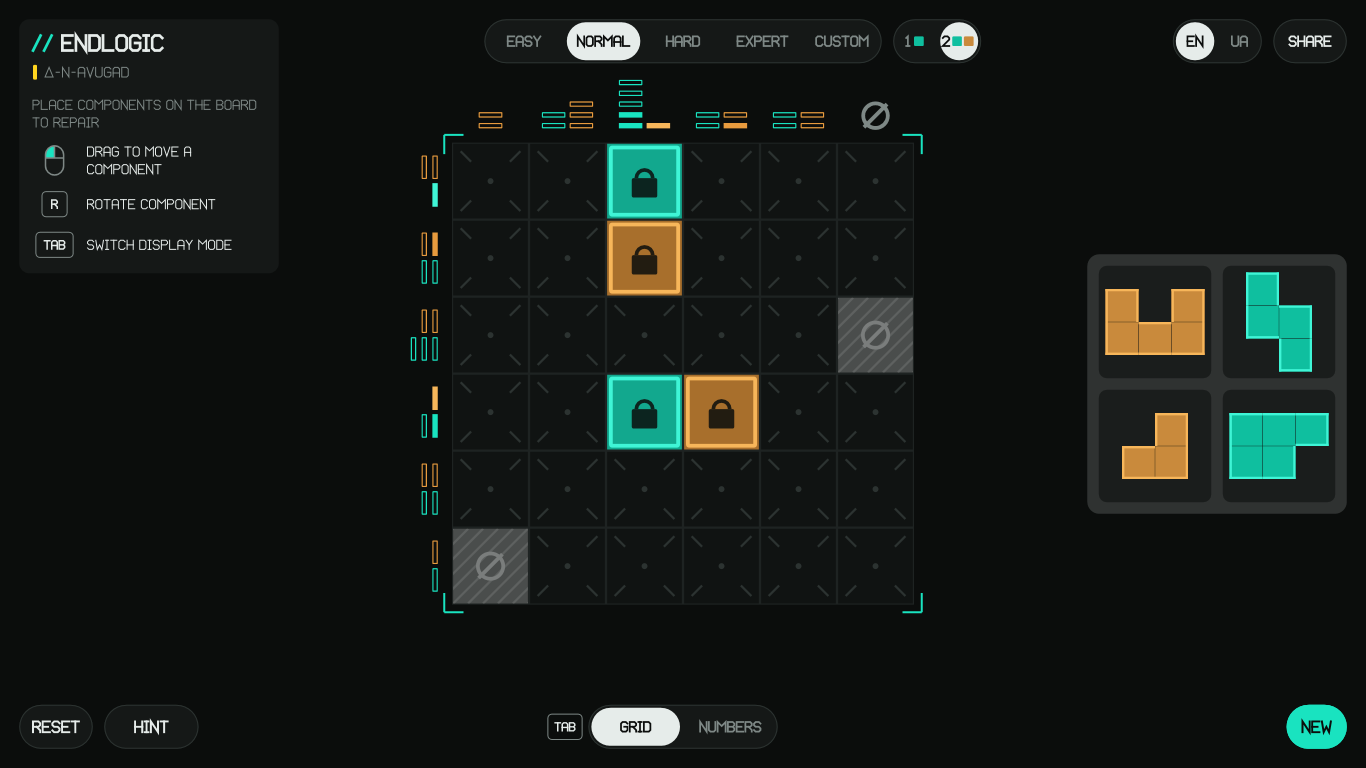 // ENDLOGIC
Δ-N-AVUGAD
PLACE COMPONENTS ON THE BOARD
TO REPAIR
DRAG TO MOVE A
COMPONENT
R ROTATE COMPONENT
TAB SWITCH DISPLAY MODE
EASY NORMAL HARD EXPERT CUSTOM 1 2
EN UA SHARE
RESET HINT
TAB GRID NUMBERS
NEW